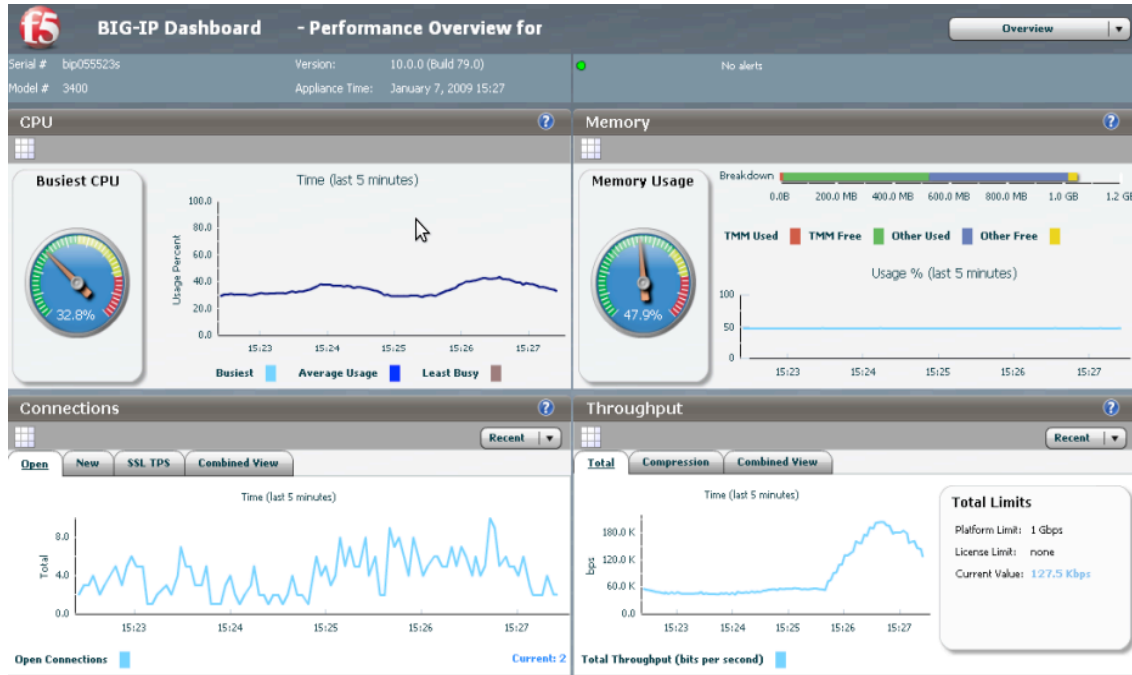 f5 BIG-IP Dashboard - Performance Overview for Overview
Serial # bip055523s Version: 10.0.0 (Build 79.0) No alerts
Model # 3400 Appliance Time: January 7, 2009 15:27
CPU ?
Busiest CPU
32.8%
Time (last 5 minutes)
Usage Percent
100.0
80.0
60.0
40.0
20.0
0.0
15:23 15:24 15:25 15:26 15:27
Busiest Average Usage Least Busy
Memory ?
Memory Usage
47.9%
Breakdown
0.0B 200.0 MB 400.0 MB 600.0 MB 800.0 MB 1.0 GB 1.2 GB
TMM Used TMM Free Other Used Other Free
Usage % (last 5 minutes)
100
50
0
15:23 15:24 15:25 15:26 15:27
Connections ?
Recent
Open New SSL TPS Combined View
Time (last 5 minutes)
Total
8.0
4.0
0.0
15:23 15:24 15:25 15:26 15:27
Open Connections Current: 2
Throughput ?
Recent
Total Compression Combined View
Time (last 5 minutes)
bps
180.0 K
120.0 K
60.0 K
0.0
15:23 15:24 15:25 15:26 15:27
Total Throughput (bits per second)
Total Limits
Platform Limit: 1 Gbps
License Limit: none
Current Value: 127.5 Kbps